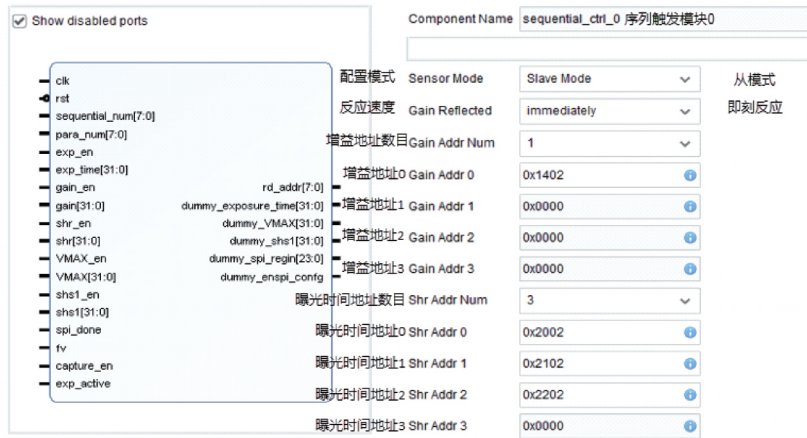 Show disabled ports
clk
rst
sequential_num[7:0]
para_num[7:0]
exp_en
exp_time[31:0]
gain_en
gain[31:0]
shr_en
shr[31:0]
VMAX_en
VMAX[31:0]
shs1_en
shs1[31:0]
spi_done
fv
capture_en
exp_active
rd_addr[7:0]
dummy_exposure_time[31:0]
dummy_VMAX[31:0]
dummy_shs1[31:0]
dummy_spi_regin[23:0]
dummy_enspi_confg
Component Name sequential_ctrl_0 序列触发模块0
配置模式 Sensor Mode Slave Mode 从模式
反应速度 Gain Reflected immediately 即刻反应
增益地址数目 Gain Addr Num 1
增益地址0 Gain Addr 0 0x1402
增益地址1 Gain Addr 1 0x0000
增益地址2 Gain Addr 2 0x0000
增益地址3 Gain Addr 3 0x0000
曝光时间地址数目 Shr Addr Num 3
曝光时间地址0 Shr Addr 0 0x2002
曝光时间地址1 Shr Addr 1 0x2102
曝光时间地址2 Shr Addr 2 0x2202
曝光时间地址3 Shr Addr 3 0x0000